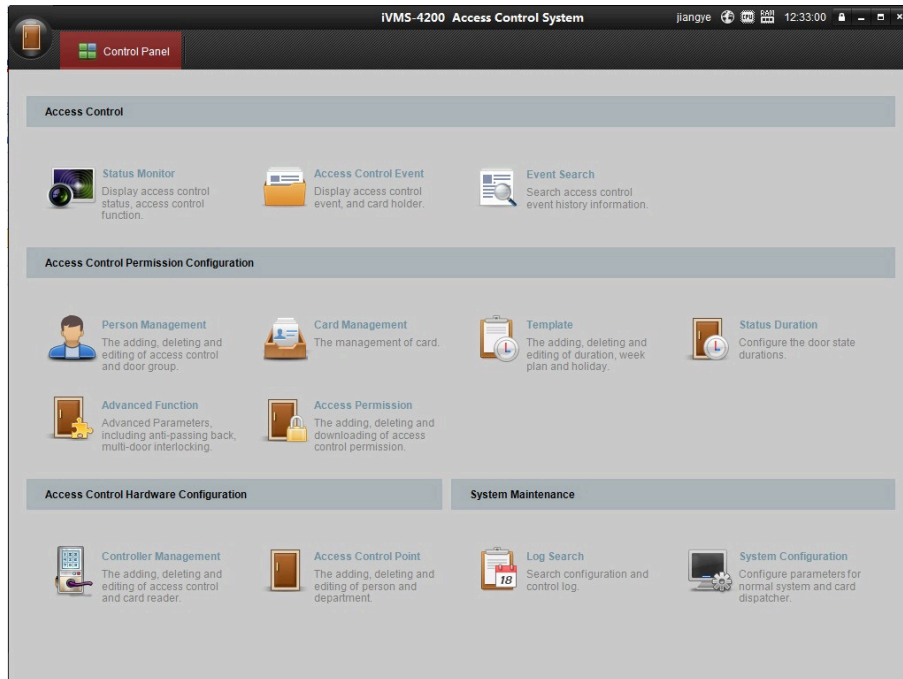 iVMS-4200 Access Control System
jiangye
CPU
RAM
12:33:00
Control Panel
Access Control
Status Monitor
Display access control
status, access control
function.
Access Control Event
Display access control
event, and card holder.
Event Search
Search access control
event history information.
Access Control Permission Configuration
Person Management
The adding, deleting and
editing of access control
and door group.
Card Management
The management of card.
Template
The adding, deleting and
editing of duration, week
plan and holiday.
Status Duration
Configure the door state
durations.
Advanced Function
Advanced Parameters,
including anti-passing back,
multi-door interlocking.
Access Permission
The adding, deleting and
downloading of access
control permission.
Access Control Hardware Configuration
System Maintenance
Controller Management
The adding, deleting and
editing of access control
and card reader.
Access Control Point
The adding, deleting and
editing of person and
department.
18
Log Search
Search configuration and
control log.
System Configuration
Configure parameters for
normal system and card
dispatcher.